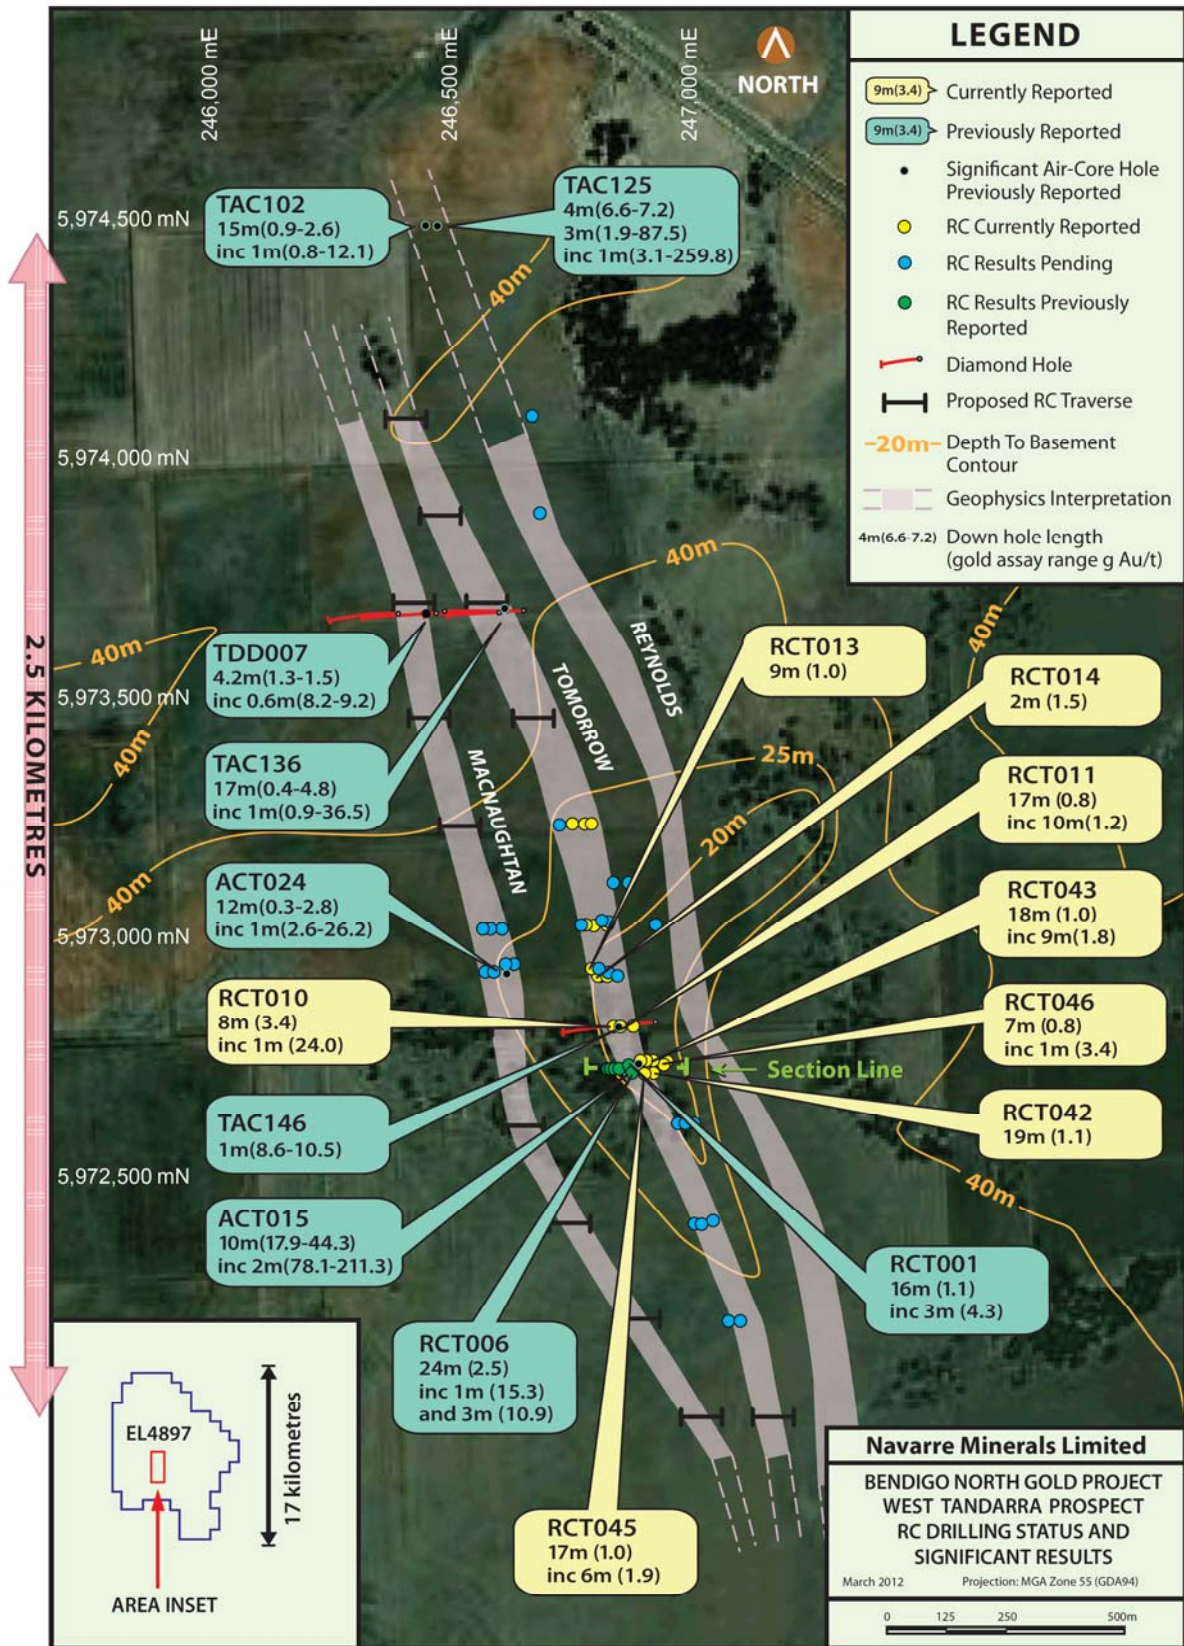 246,000 mE
246,500 mE
247,000 mE
NORTH
LEGEND
9m(3.4) Currently Reported
9m(3.4) Previously Reported
Significant Air-Core Hole
Previously Reported
RC Currently Reported
RC Results Pending
RC Results Previously
Reported
Diamond Hole
Proposed RC Traverse
20m Depth To Basement
Contour
Geophysics Interpretation
4m(6.6-7.2) Down hole length
(gold assay range g Au/t)
5,974,500 mN
TAC102
15m(0.9-2.6)
inc 1m(0.8-12.1)
TAC125
4m(6.6-7.2)
3m(1.9-87.5)
inc 1m(3.1-259.8)
40m
5,974,000 mN
2.5 KILOMETRES
40m
40m
40m
40m
40m
40m
25m
20m
REYNOLDS
TOMORROW
MACNAUGHTAN
TDD007
4.2m(1.3-1.5)
inc 0.6m(8.2-9.2)
5,973,500 mN
RCT013
9m (1.0)
RCT014
2m (1.5)
TAC136
17m(0.4-4.8)
inc 1m(0.9-36.5)
RCT011
17m (0.8)
inc 10m(1.2)
ACT024
12m(0.3-2.8)
inc 1m(2.6-26.2)
5,973,000 mN
RCT043
18m (1.0)
inc 9m(1.8)
RCT010
8m (3.4)
inc 1m (24.0)
RCT046
7m (0.8)
inc 1m (3.4)
Section Line
TAC146
1m(8.6-10.5)
RCT042
19m (1.1)
5,972,500 mN
ACT015
10m(17.9-44.3)
inc 2m(78.1-211.3)
RCT001
16m (1.1)
inc 3m (4.3)
RCT006
24m (2.5)
inc 1m (15.3)
and 3m (10.9)
RCT045
17m (1.0)
inc 6m (1.9)
EL4897
17 kilometres
AREA INSET
Navarre Minerals Limited
BENDIGO NORTH GOLD PROJECT
WEST TANDARRA PROSPECT
RC DRILLING STATUS AND
SIGNIFICANT RESULTS
March 2012 Projection: MGA Zone 55 (GDA94)
0 125 250 500m